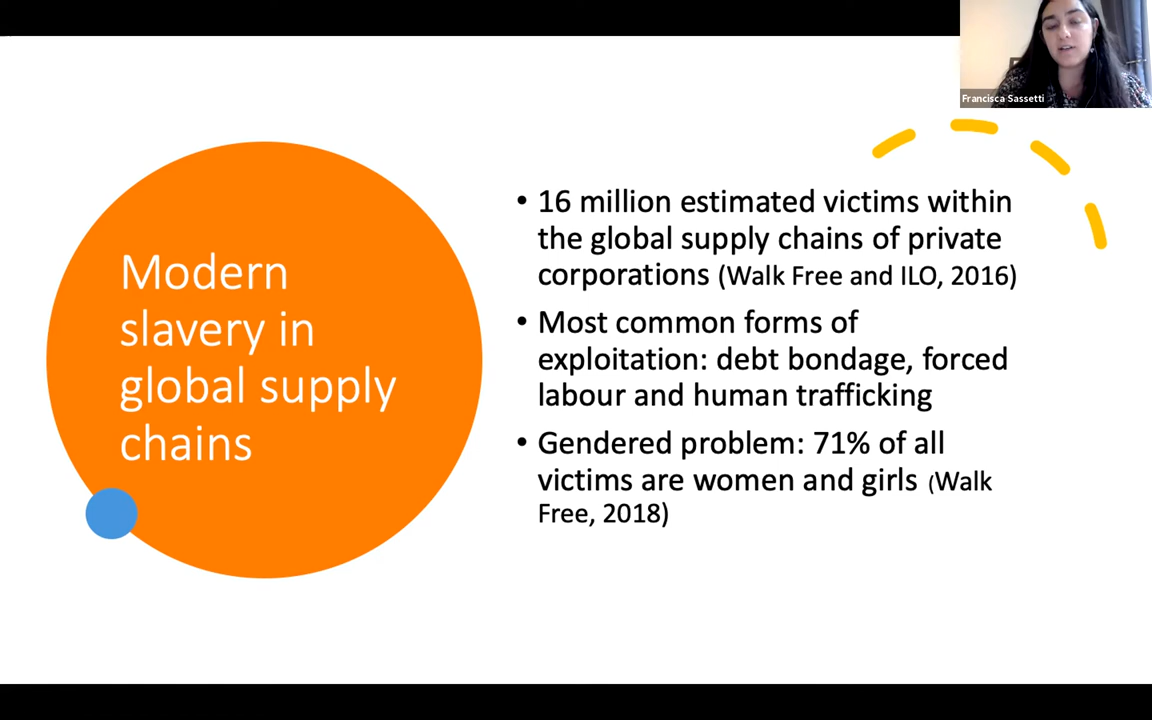 Francisca Sassetti
Modern
slavery in
global supply
chains
• 16 million estimated victims within
the global supply chains of private
corporations (Walk Free and ILO, 2016)
• Most common forms of
exploitation: debt bondage, forced
labour and human trafficking
• Gendered problem: 71% of all
victims are women and girls (Walk
Free, 2018)